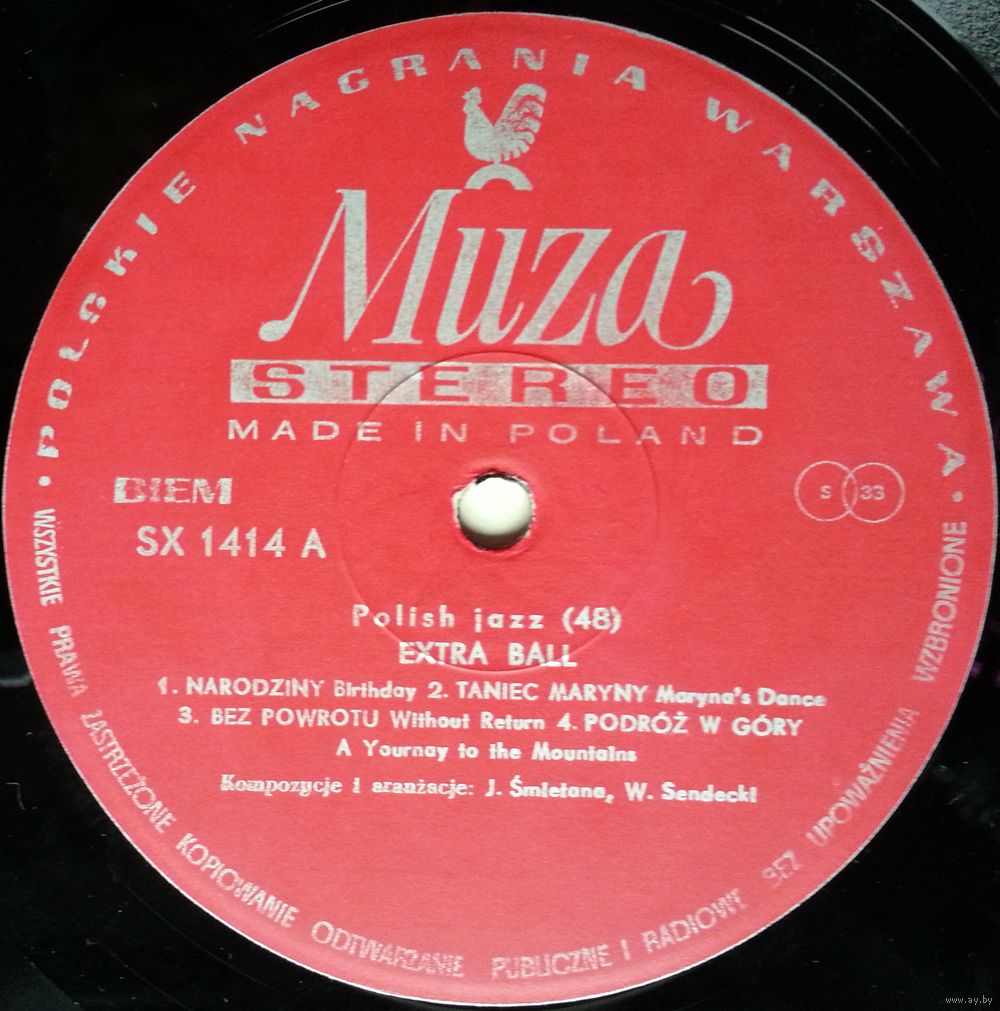 • POLSKIE NAGRANIA WARSZAWA •
Muza
STEREO
MADE IN POLAND
BIEM
S 33
SX 1414 A
Polish jazz (48)
EXTRA BALL
1. NARODZINY Birthday 2. TANIEC MARYNY Maryna's Dance
3. BEZ POWROTU Without Return 4. PODRÓŻ W GÓRY
A Yournay to the Mountains
Kompozycje i aranżacje: J. Śmietana, W. Sendecki
WSZYSTKIE PRAWA ZASTRZEŻONE KOPIOWANIE ODTWARZANIE PUBLICZNE I RADIOWE BEZ UPOWAŻNIENIA WZBRONIONE
www.ay.by